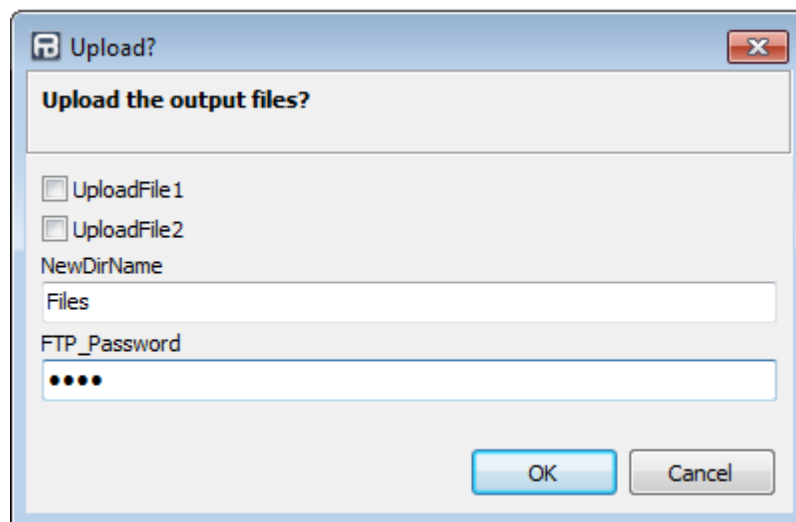 Upload?
Upload the output files?
UploadFile1
UploadFile2
NewDirName
Files
FTP_Password
••••
OK Cancel